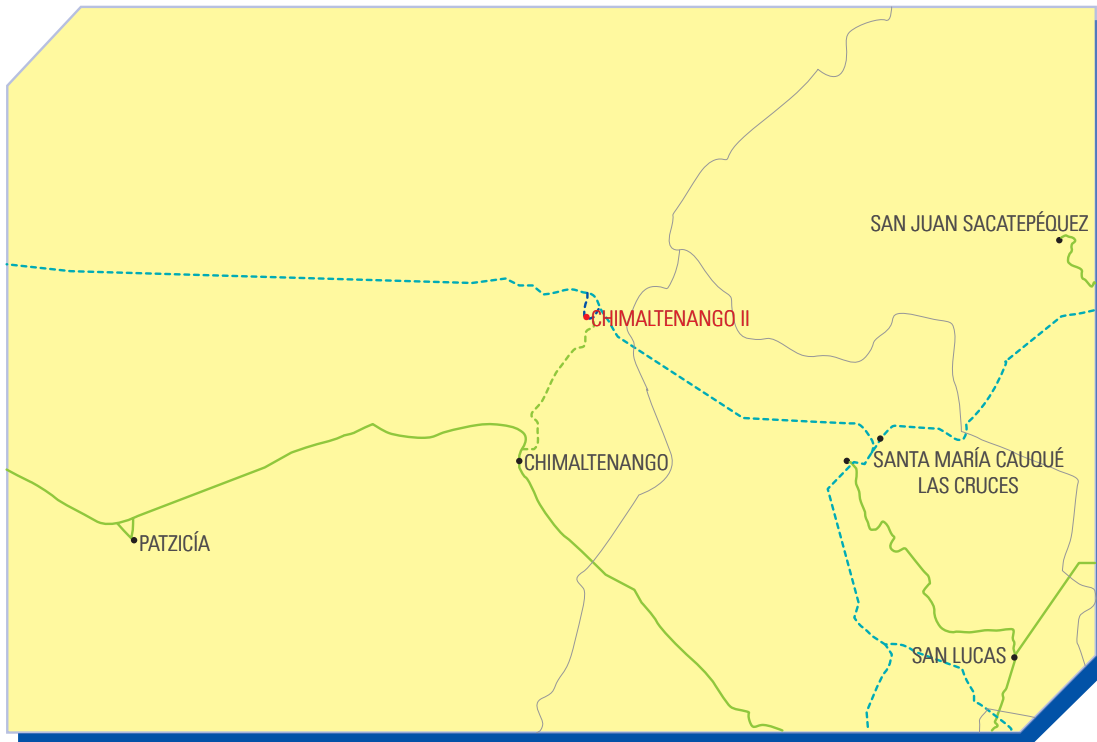 SAN JUAN SACATEPÉQUEZ
CHIMALTENANGO II
CHIMALTENANGO
SANTA MARÍA CAUQUÉ
LAS CRUCES
PATZICÍA
SAN LUCAS